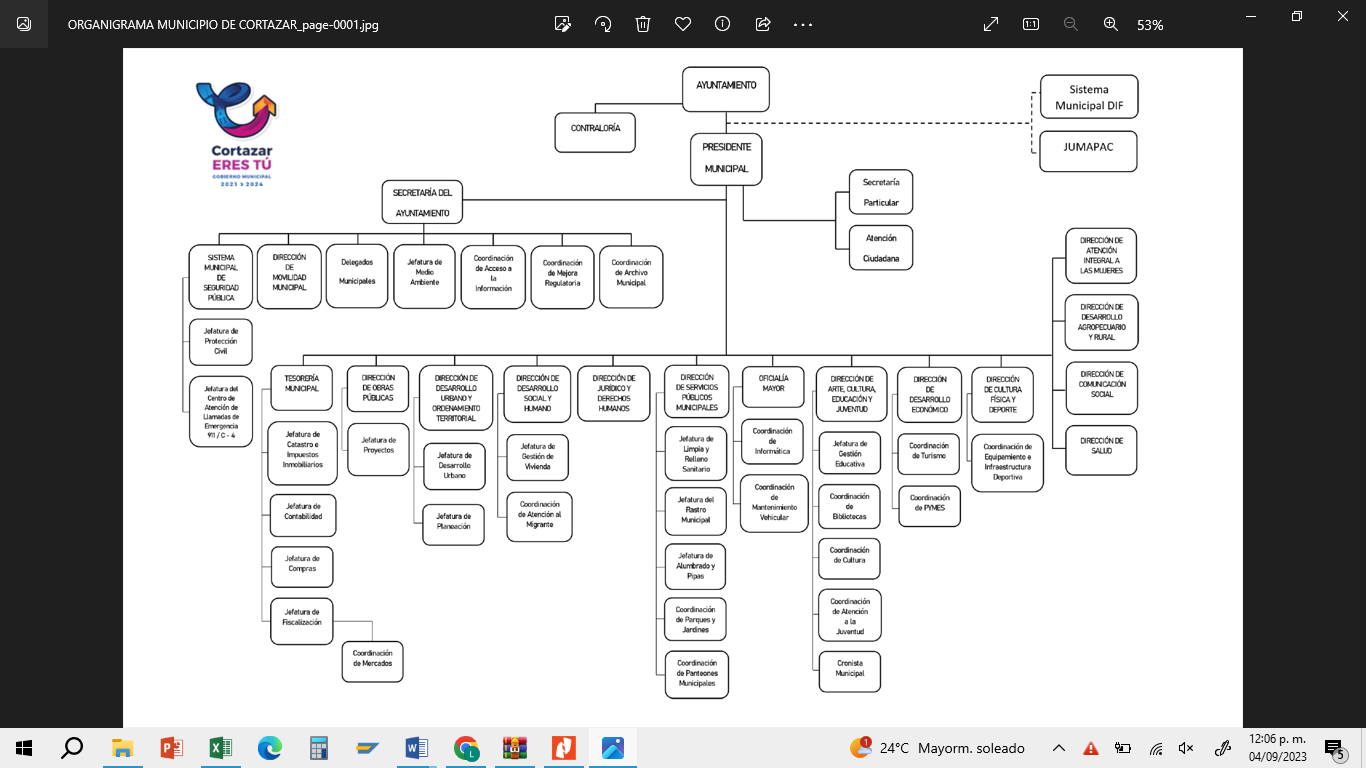 ORGANIGRAMA MUNICIPIO DE CORTAZAR_page-0001.jpg
53%
Cortazar
ERES TÚ
GOBIERNO MUNICIPAL
2021 > 2024
AYUNTAMIENTO
CONTRALORÍA
Sistema
Municipal DIF
JUMAPAC
PRESIDENTE
MUNICIPAL
SECRETARÍA DEL
AYUNTAMIENTO
Secretaría
Particular
Atención
Ciudadana
SISTEMA
MUNICIPAL
DE
SEGURIDAD
PÚBLICA
DIRECCIÓN
DE
MOVILIDAD
MUNICIPAL
Delegados
Municipales
Jefatura de
Medio
Ambiente
Coordinación
de Acceso a
la
Información
Coordinación
de Mejora
Regulatoria
Coordinación
de Archivo
Municipal
Jefatura de
Protección
Civil
Jefatura del
Centro de
Atención de
Llamadas de
Emergencia
911 / C - 4
DIRECCIÓN DE
ATENCIÓN
INTEGRAL A
LAS MUJERES
DIRECCIÓN DE
DESARROLLO
AGROPECUARIO
Y RURAL
DIRECCIÓN DE
COMUNICACIÓN
SOCIAL
DIRECCIÓN DE
SALUD
TESORERÍA
MUNICIPAL
Jefatura de
Catastro e
Impuestos
Inmobiliarios
Jefatura de
Contabilidad
Jefatura de
Compras
Jefatura de
Fiscalización
Coordinación
de Mercados
DIRECCIÓN
DE OBRAS
PÚBLICAS
Jefatura de
Proyectos
DIRECCIÓN DE
DESARROLLO
URBANO Y
ORDENAMIENTO
TERRITORIAL
Jefatura de
Desarrollo
Urbano
Jefatura de
Planeación
DIRECCIÓN DE
DESARROLLO
SOCIAL Y
HUMANO
Jefatura de
Gestión de
Vivienda
Coordinación
de Atención al
Migrante
DIRECCIÓN DE
JURÍDICO Y
DERECHOS
HUMANOS
DIRECCIÓN
DE SERVICIOS
PÚBLICOS
MUNICIPALES
Jefatura de
Limpia y
Relleno
Sanitario
Jefatura del
Rastro
Municipal
Jefatura de
Alumbrado y
Pipas
Coordinación
de Parques y
Jardines
Coordinación
de Panteones
Municipales
OFICIALÍA
MAYOR
Coordinación
de
Informática
Coordinación
de
Mantenimiento
Vehicular
DIRECCIÓN DE
ARTE, CULTURA,
EDUCACIÓN Y
JUVENTUD
Jefatura de
Gestión
Educativa
Coordinación
de
Bibliotecas
Coordinación
de Cultura
Coordinación
de Atención
a la
Juventud
Cronista
Municipal
DIRECCIÓN
DE
DESARROLLO
ECONÓMICO
Coordinación
de Turismo
Coordinación
de PYMES
DIRECCIÓN
DE CULTURA
FÍSICA Y
DEPORTE
Coordinación de
Equipamiento e
Infraestructura
Deportiva
24°C Mayorm. soleado
12:06 p. m.
04/09/2023
5